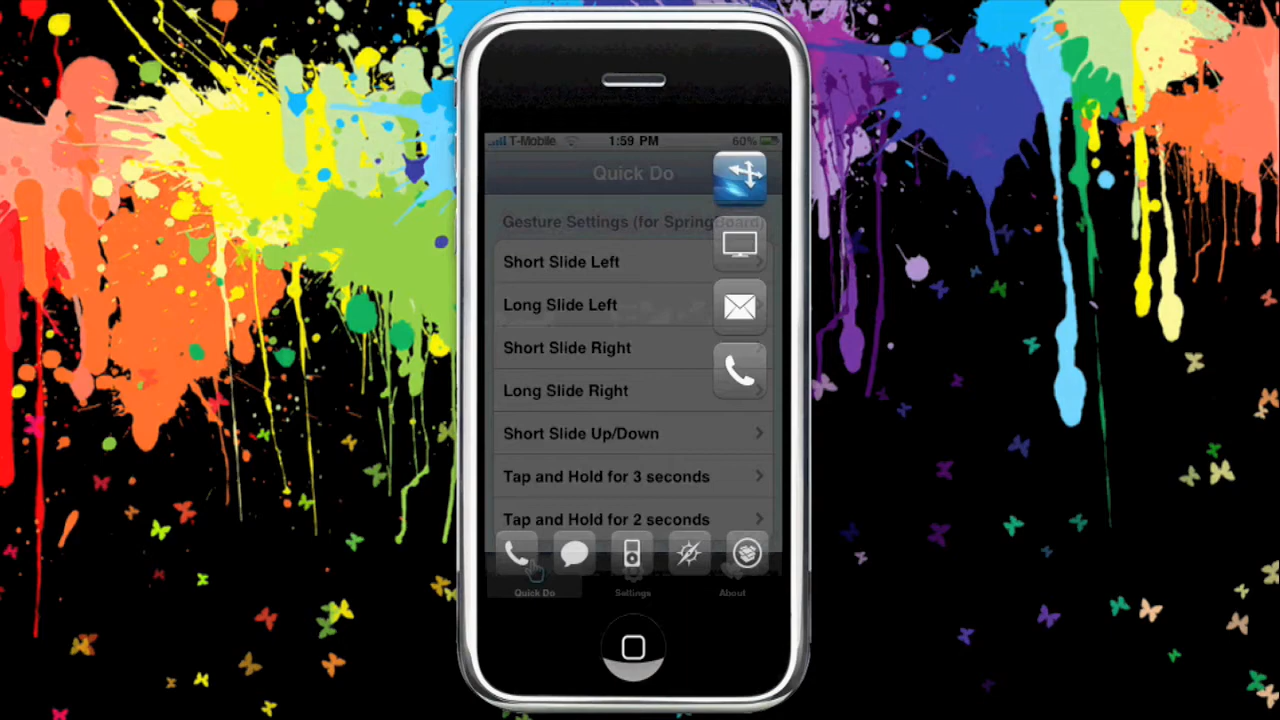 T-Mobile 1:59 PM 60%
Quick Do
Gesture Settings (for SpringBoard)
Short Slide Left
Long Slide Left
Short Slide Right
Long Slide Right
Short Slide Up/Down
Tap and Hold for 3 seconds
Tap and Hold for 2 seconds
Quick Do Settings About